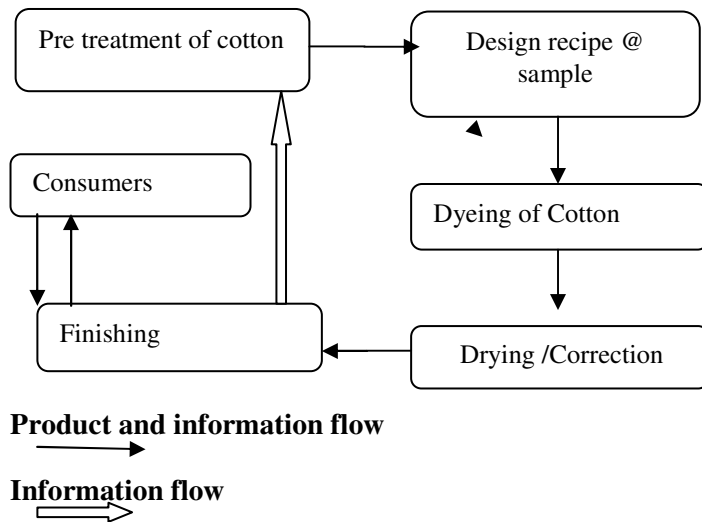 Pre treatment of cotton
Design recipe @
sample
Consumers
Dyeing of Cotton
Finishing
Drying /Correction
Product and information flow
Information flow